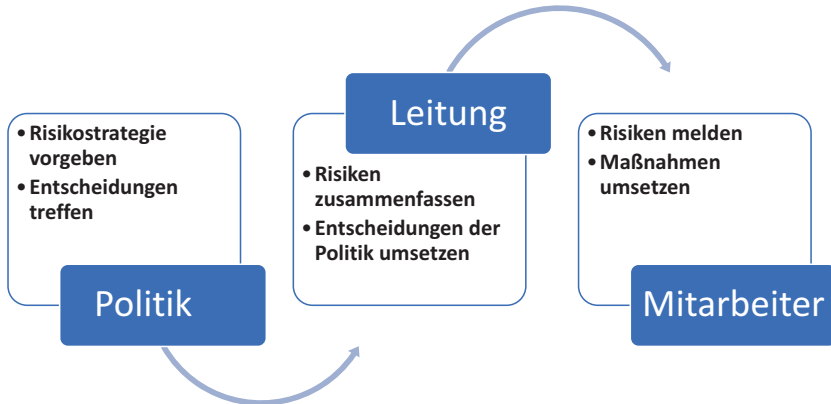 • Risikostrategie
vorgeben
• Entscheidungen
treffen
Politik
Leitung
• Risiken
zusammenfassen
• Entscheidungen der
Politik umsetzen
• Risiken melden
• Maßnahmen
umsetzen
Mitarbeiter